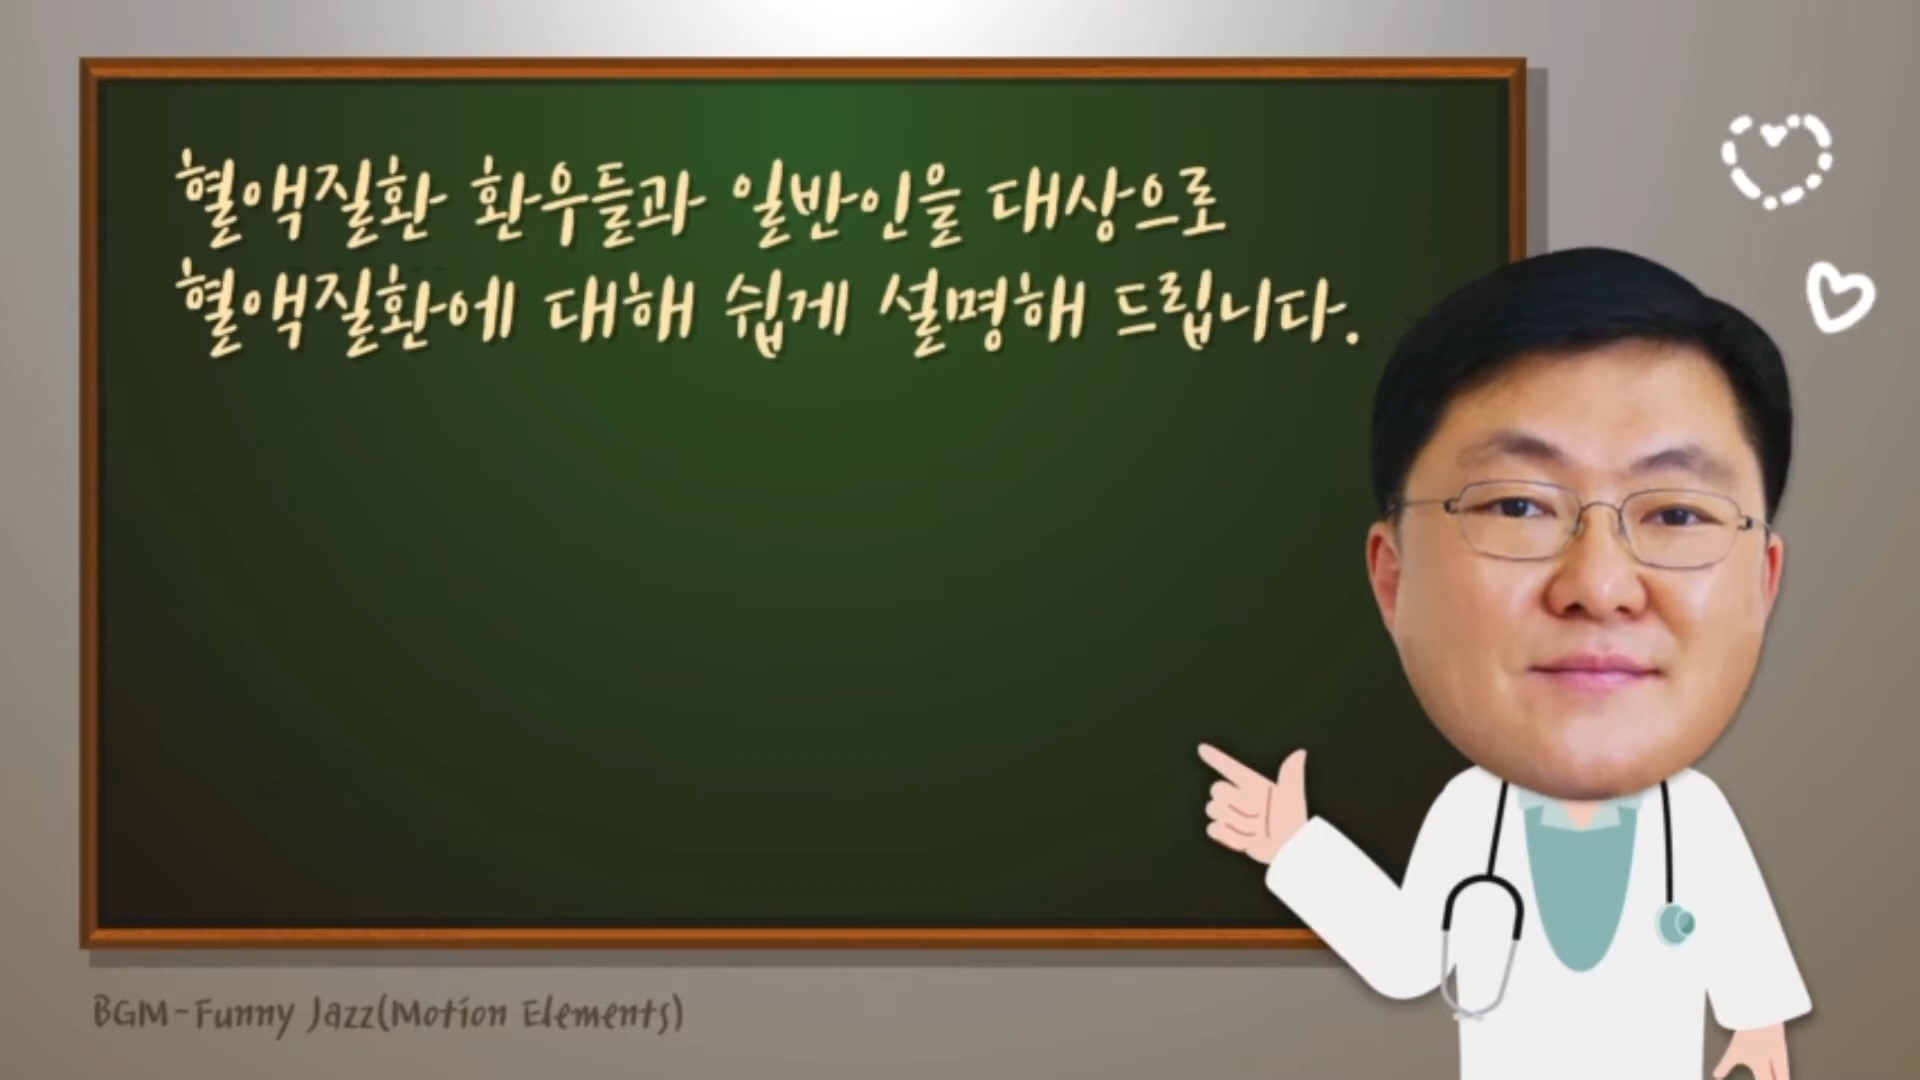 혈액질환 환우들과 일반인을 대상으로
혈액질환에 대해 쉽게 설명해 드립니다.
BGM-Funny Jazz(Motion Elements)